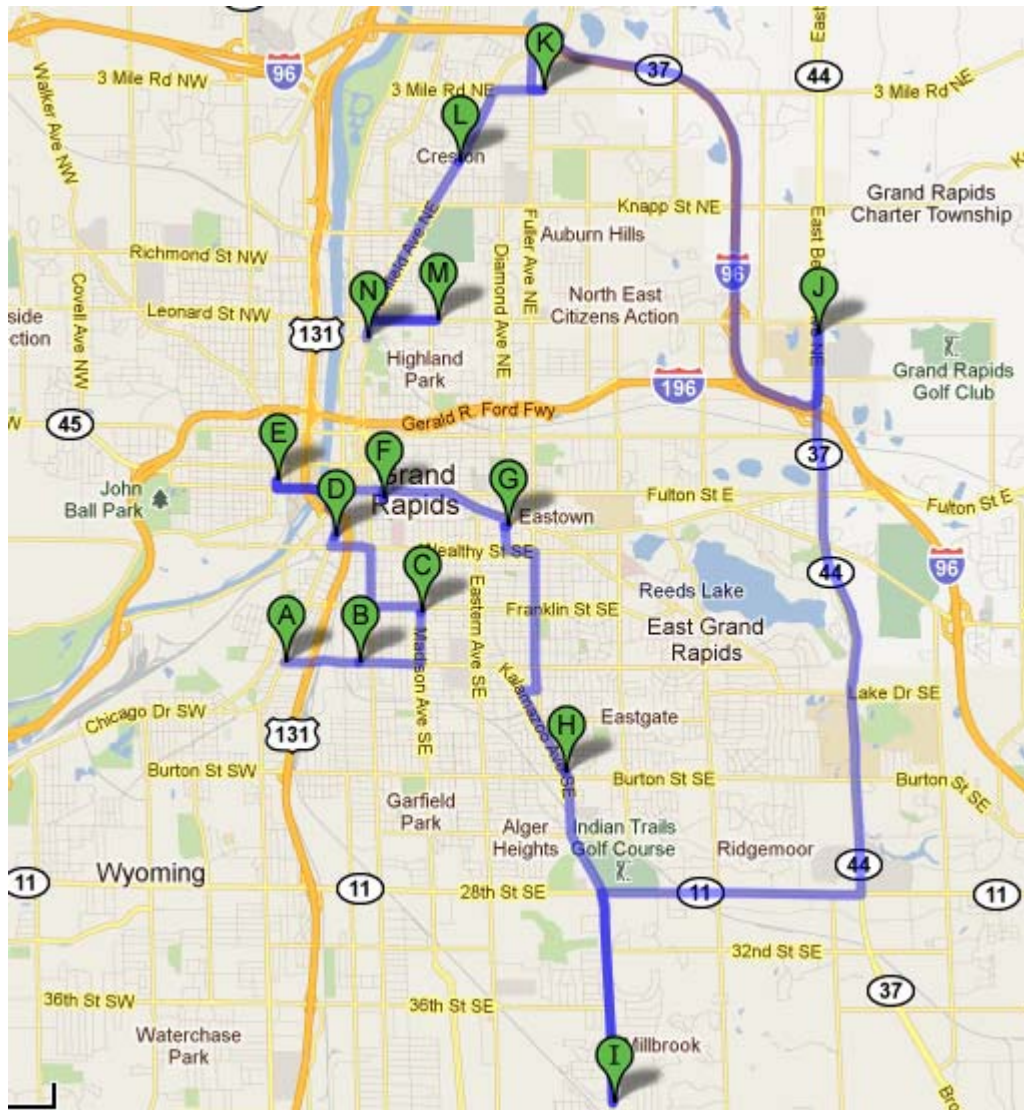 K
96
37
44
3 Mile Rd NW
3 Mile Rd NE
3 Mile Rd NE
Walker Ave NW
L
Creston
Knapp St NE
Grand Rapids
Charter Township
Auburn Hills
Fuller Ave NE
Richmond St NW
Diamond Ave NE
96
Covell Ave NW
M
N
J
North East
Citizens Action
side
ction
Leonard St NW
131
Highland
Park
Grand Rapids
Golf Club
196
Gerald R. Ford Fwy
45
W
E
F
37
Grand
Rapids
G
John
Ball Park
D
Eastown
Fulton St E
Fulton St E
Wealthy St SE
C
44
96
Reeds Lake
A
B
Franklin St SE
Eastern Ave SE
Madison Ave SE
East Grand
Rapids
Kalamazoo Ave SE
Lake Dr SE
Chicago Dr SW
131
H
Eastgate
Burton St SW
Burton St SE
Burton St SE
Garfield
Park
Alger
Heights
Indian Trails
Golf Course
Ridgemoor
Wyoming
44
11
11
28th St SE
11
11
32nd St SE
37
36th St SW
36th St SE
Waterchase
Park
I
Millbrook